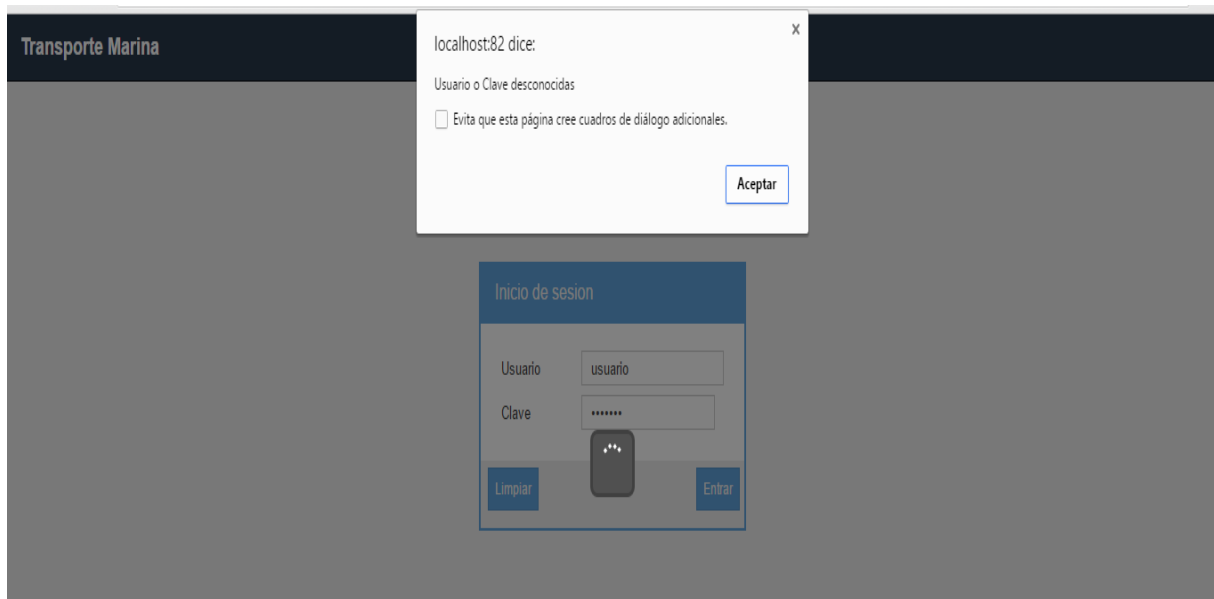 Transporte Marina
localhost:82 dice:
x
Usuario o Clave desconocidas
Evita que esta página cree cuadros de diálogo adicionales.
Aceptar
Inicio de sesion
Usuario
usuario
Clave
•••••••
Limpiar
Entrar